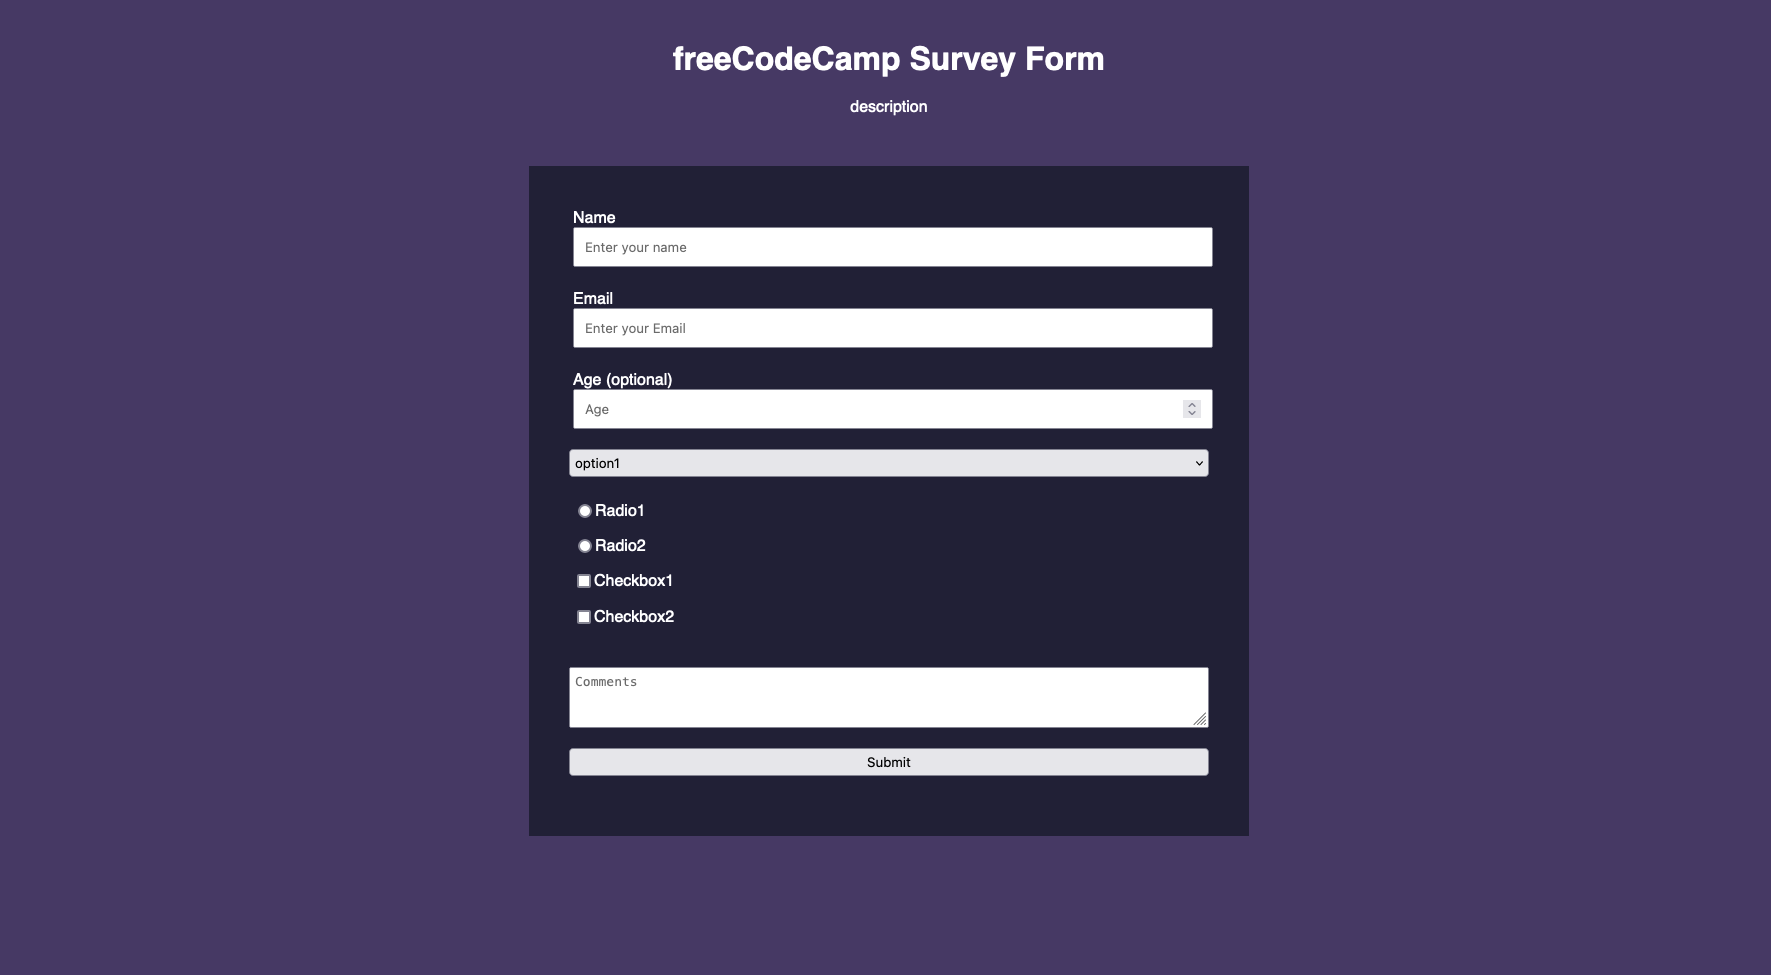 freeCodeCamp Survey Form
description
Name
Enter your name
Email
Enter your Email
Age (optional)
Age
option1
Radio1
Radio2
Checkbox1
Checkbox2
Comments
Submit